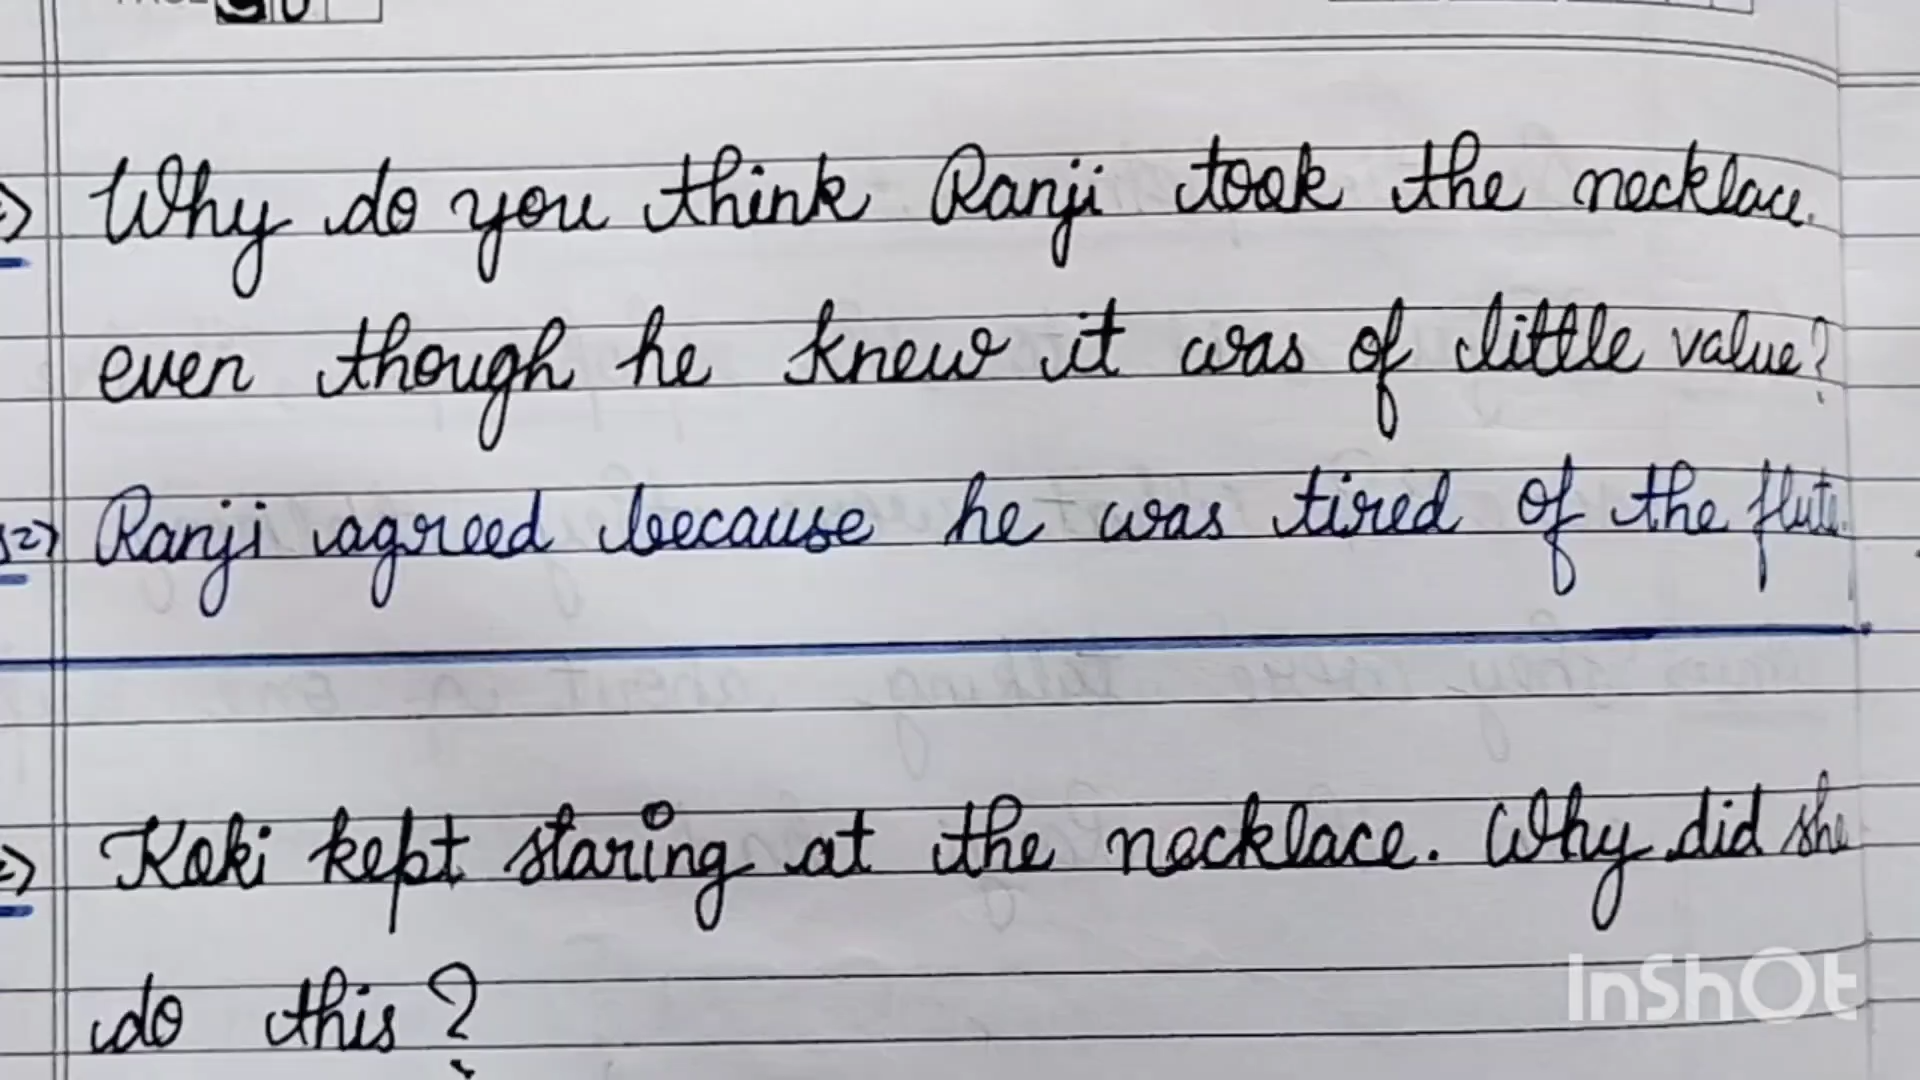 Why do you think Ranji took the necklace
even though he knew it was of little value?
Ranji agreed because he was tired of the flute.
Koki kept staring at the necklace. Why did she
do this?
InShOt